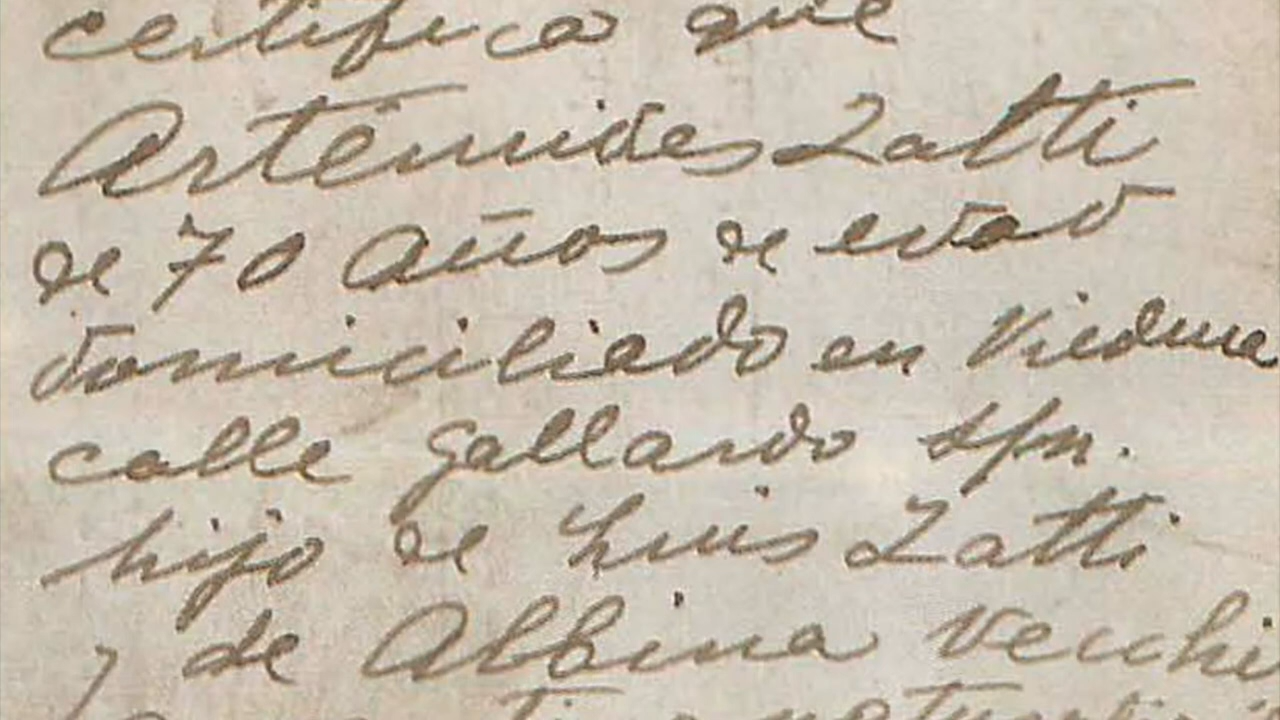 certifica que
Artémides Zatti
de 70 años de edad
domiciliado en Viedma
calle Gallardo s/n.
hijo de Luis Zatti
y de Albina Vecchi